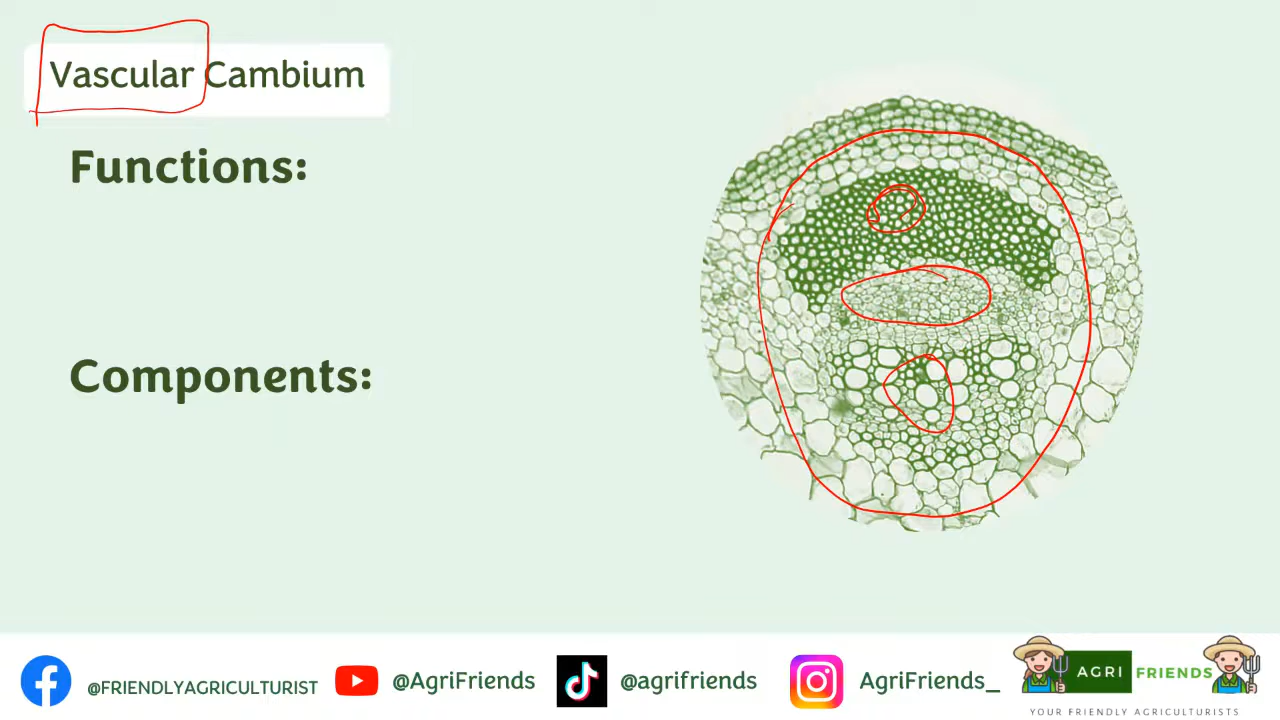 Vascular Cambium
Functions:
Components:
@FRIENDLYAGRICULTURIST
@AgriFriends
@agrifriends
AgriFriends_
AGRI FRIENDS
YOUR FRIENDLY AGRICULTURISTS